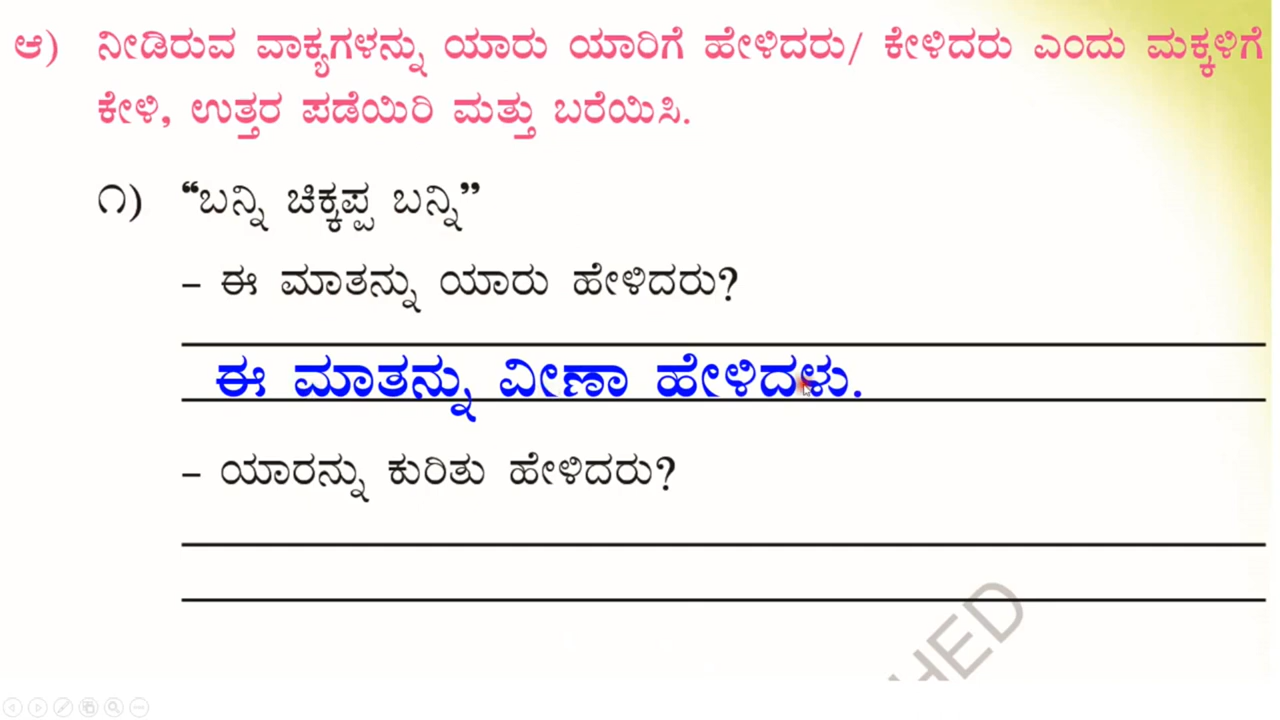 ಆ) ನೀಡಿರುವ ವಾಕ್ಯಗಳನ್ನು ಯಾರು ಯಾರಿಗೆ ಹೇಳಿದರು/ ಕೇಳಿದರು ಎಂದು ಮಕ್ಕಳಿಗೆ
ಕೇಳಿ, ಉತ್ತರ ಪಡೆಯಿರಿ ಮತ್ತು ಬರೆಯಿಸಿ.
೧) “ಬನ್ನಿ ಚಿಕ್ಕಪ್ಪ ಬನ್ನಿ”
– ಈ ಮಾತನ್ನು ಯಾರು ಹೇಳಿದರು?
ಈ ಮಾತನ್ನು ವೀಣಾ ಹೇಳಿದಳು.
– ಯಾರನ್ನು ಕುರಿತು ಹೇಳಿದರು?
HED